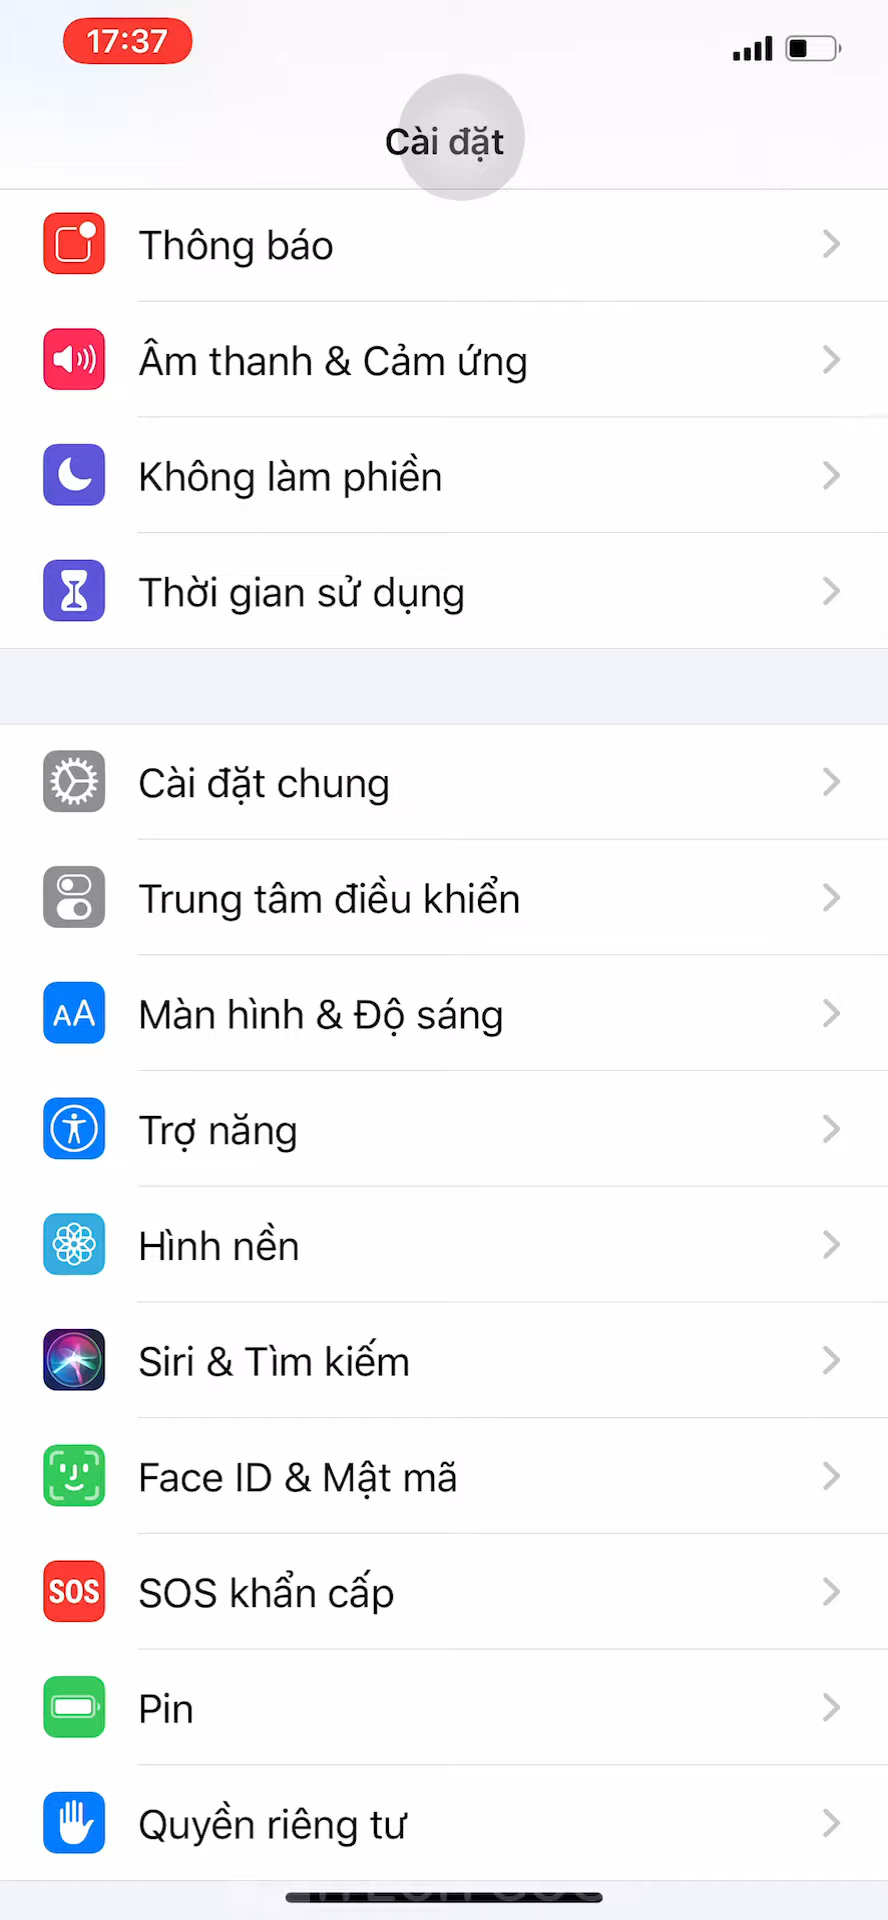 17:37
Cài đặt
Thông báo
Âm thanh & Cảm ứng
Không làm phiền
Thời gian sử dụng
Cài đặt chung
Trung tâm điều khiển
AA
Màn hình & Độ sáng
Trợ năng
Hình nền
Siri & Tìm kiếm
Face ID & Mật mã
SOS
SOS khẩn cấp
Pin
Quyền riêng tư